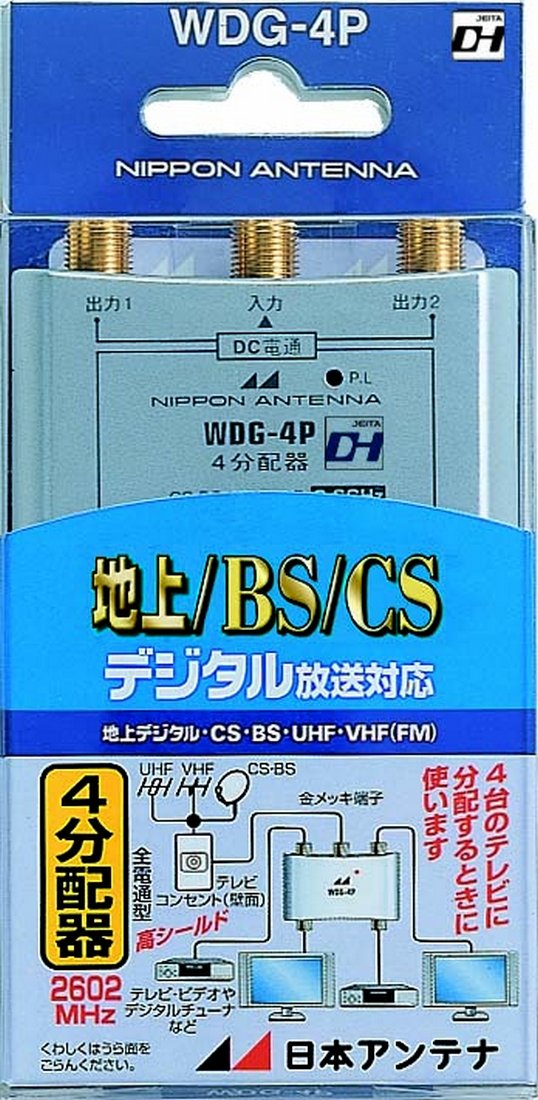 WDG-4P
JEITA
DH
NIPPON ANTENNA
出力1 入力 出力2
DC電通
P.L
NIPPON ANTENNA
WDG-4P
JEITA
DH
4分配器
地上/BS/CS
デジタル放送対応
地上デジタル・CS・BS・UHF・VHF(FM)
4分配器
全電通型
2602
MHz
UHF VHF CS・BS
金メッキ端子
テレビ
コンセント(壁面)
高シールド
WDG-4P
4台のテレビに
分配するときに
使います
テレビ・ビデオや
デジタルチューナ
など
くわしくはうら面を
ごらんください。
日本アンテナ